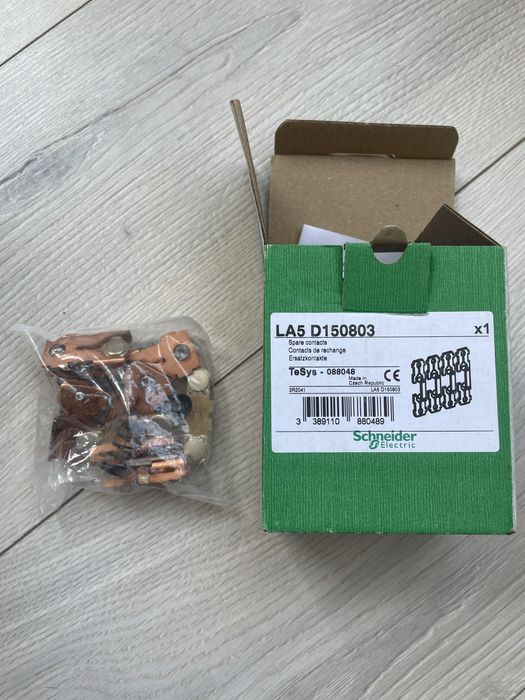 LA5 D150803 x1
Spare contacts
Contacts de rechange
Ersatzkontakte
TeSys - 088048
Made in
Czech Republic
CE
3R2041 LA5 D150803
3 389110 880489
Schneider
Electric